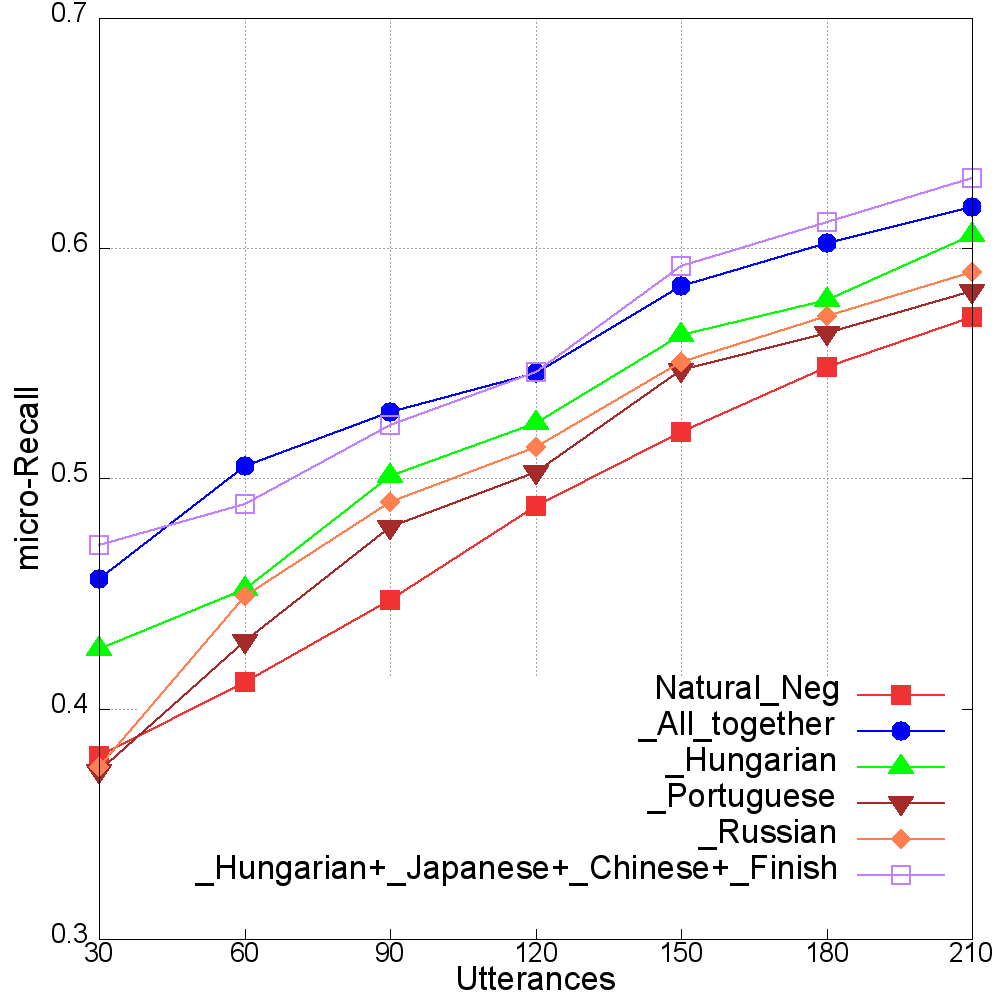 0.7
0.6
0.5
0.4
0.3
micro-Recall
Natural_Neg
_All_together
_Hungarian
_Portuguese
_Russian
_Hungarian+_Japanese+_Chinese+_Finish
30 60 90 120 150 180 210
Utterances